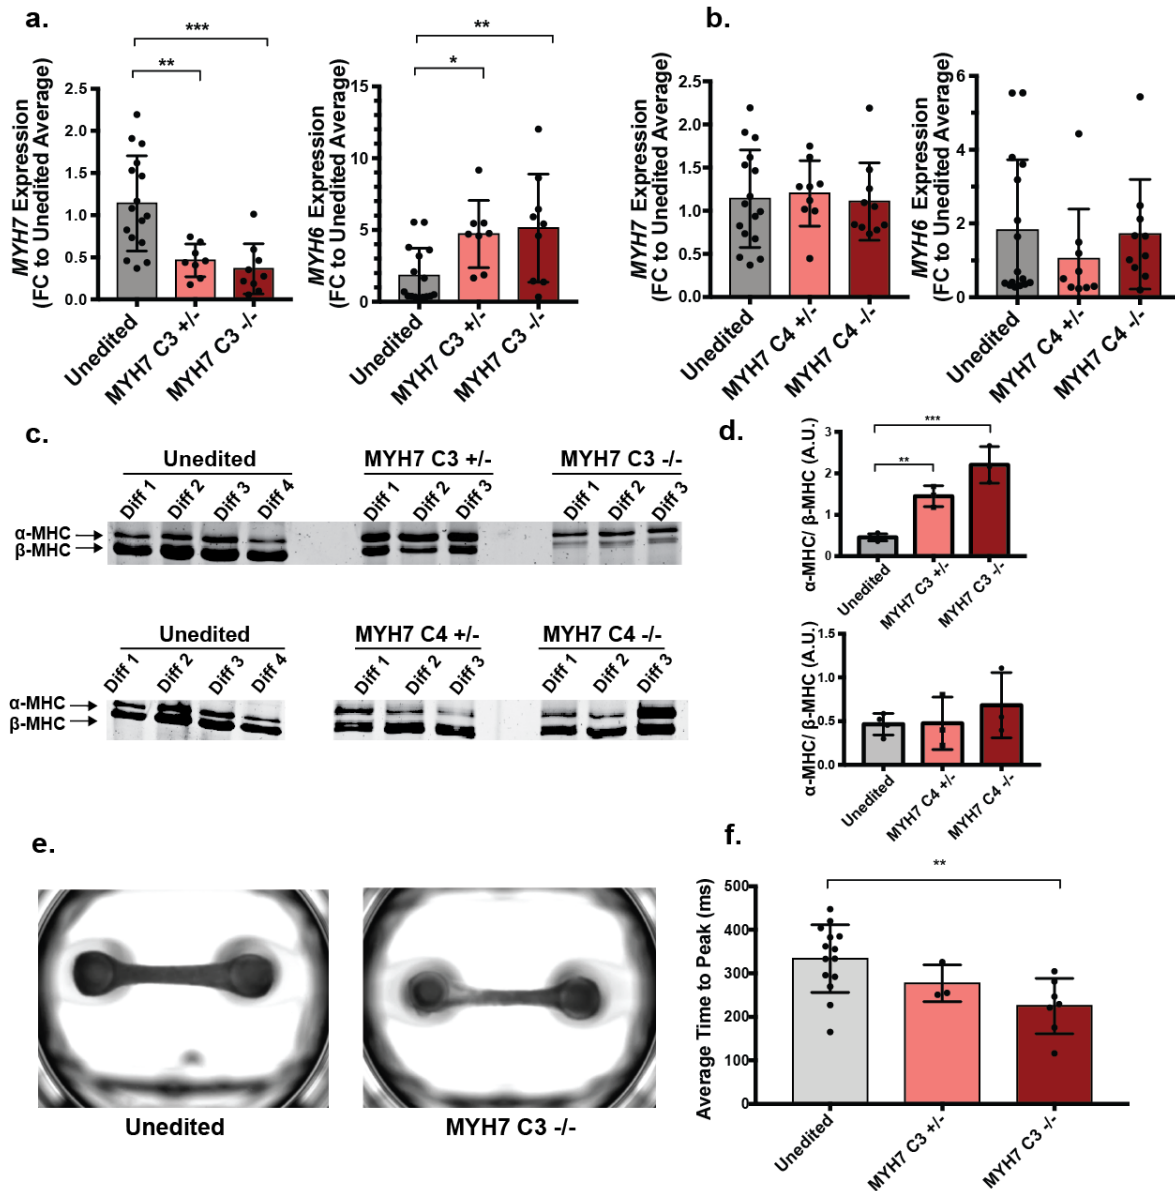 a.
***
**
MYH7 Expression
(FC to Unedited Average)
2.5
2.0
1.5
1.0
0.5
0.0
Unedited
MYH7 C3 +/-
MYH7 C3 -/-
**
*
MYH6 Expression
(FC to Unedited Average)
15
10
5
0
Unedited
MYH7 C3 +/-
MYH7 C3 -/-
b.
MYH7 Expression
(FC to Unedited Average)
2.5
2.0
1.5
1.0
0.5
0.0
Unedited
MYH7 C4 +/-
MYH7 C4 -/-
MYH6 Expression
(FC to Unedited Average)
6
4
2
0
Unedited
MYH7 C4 +/-
MYH7 C4 -/-
c.
Unedited
MYH7 C3 +/-
MYH7 C3 -/-
Diff 1
Diff 2
Diff 3
Diff 4
Diff 1
Diff 2
Diff 3
Diff 1
Diff 2
Diff 3
α-MHC
β-MHC
Unedited
MYH7 C4 +/-
MYH7 C4 -/-
Diff 1
Diff 2
Diff 3
Diff 4
Diff 1
Diff 2
Diff 3
Diff 1
Diff 2
Diff 3
α-MHC
β-MHC
d.
***
**
α-MHC/ β-MHC (A.U.)
3
2
1
0
Unedited
MYH7 C3 +/-
MYH7 C3 -/-
α-MHC/ β-MHC (A.U.)
1.5
1.0
0.5
0.0
Unedited
MYH7 C4 +/-
MYH7 C4 -/-
e.
Unedited
MYH7 C3 -/-
f.
**
Average Time to Peak (ms)
500
400
300
200
100
0
Unedited
MYH7 C3 +/-
MYH7 C3 -/-